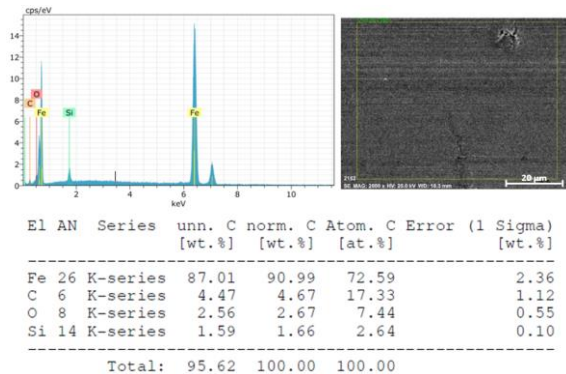 cps/eV
14
12
10
8
6
4
2
0
C
O
Fe
Si
Fe
2
4
6
8
10
keV
20 µm
El AN Series unn. C norm. C Atom. C Error (1 Sigma)
[wt.%] [wt.%] [at.%] [wt.%]
Fe 26 K-series 87.01 90.99 72.59 2.36
C 6 K-series 4.47 4.67 17.33 1.12
O 8 K-series 2.56 2.67 7.44 0.55
Si 14 K-series 1.59 1.66 2.64 0.10
Total: 95.62 100.00 100.00